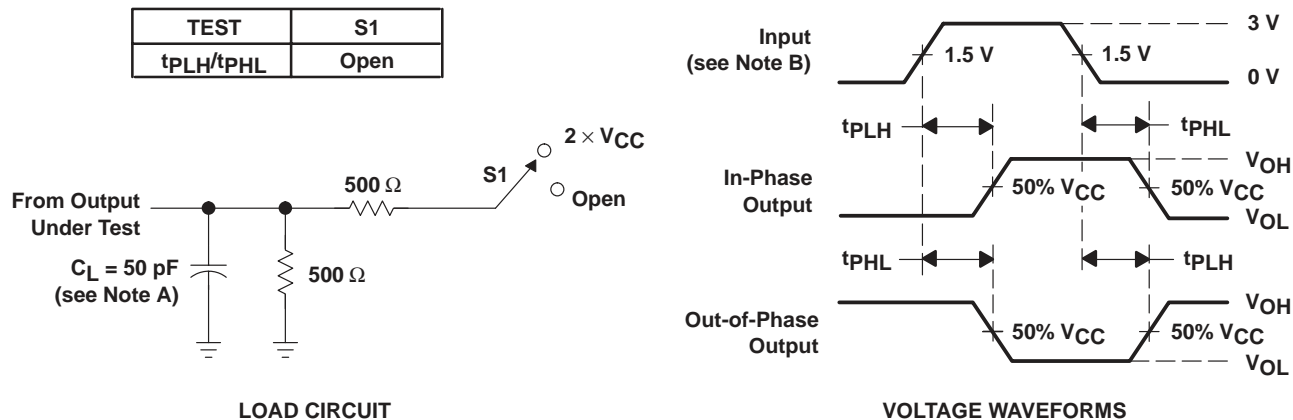 TEST S1
tPLH/tPHL Open
2 × VCC
S1
Open
500 Ω
From Output
Under Test
CL = 50 pF
(see Note A)
500 Ω
LOAD CIRCUIT
Input
(see Note B)
1.5 V
1.5 V
3 V
0 V
tPLH
tPHL
In-Phase
Output
50% VCC
50% VCC
VOH
VOL
tPHL
tPLH
Out-of-Phase
Output
50% VCC
50% VCC
VOH
VOL
VOLTAGE WAVEFORMS